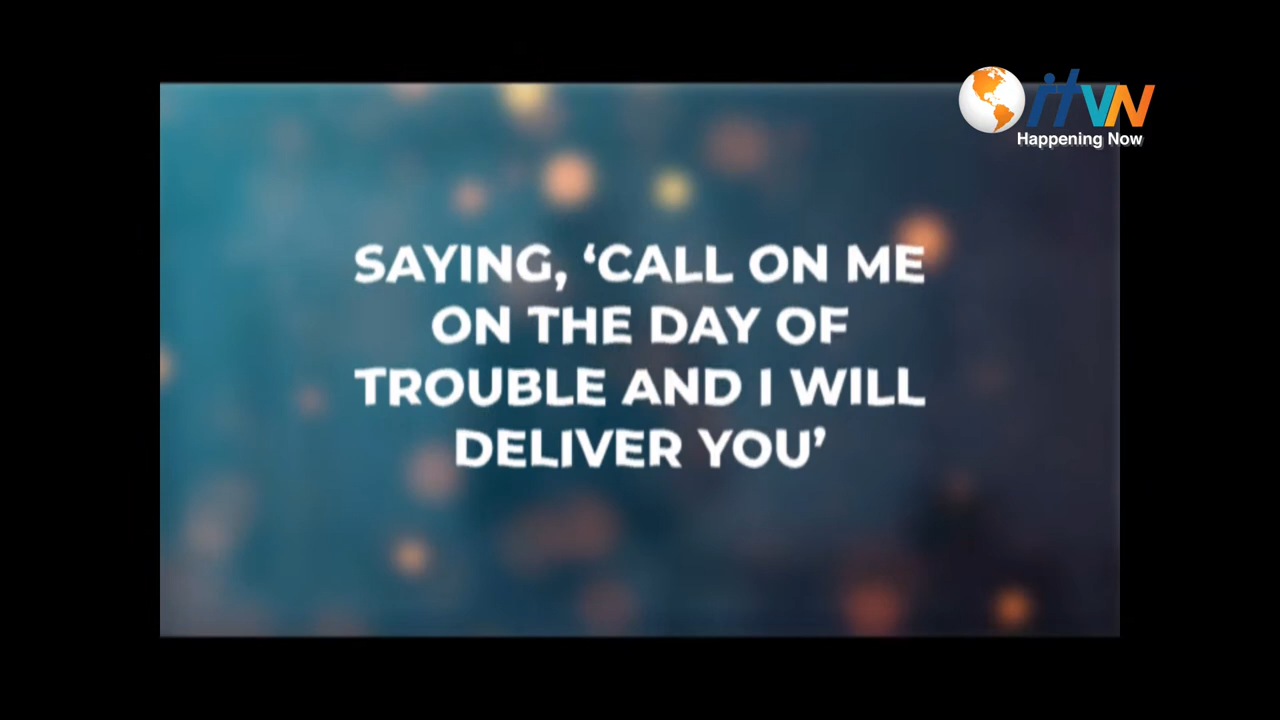 itVN
Happening Now
SAYING, ‘CALL ON ME
ON THE DAY OF
TROUBLE AND I WILL
DELIVER YOU’